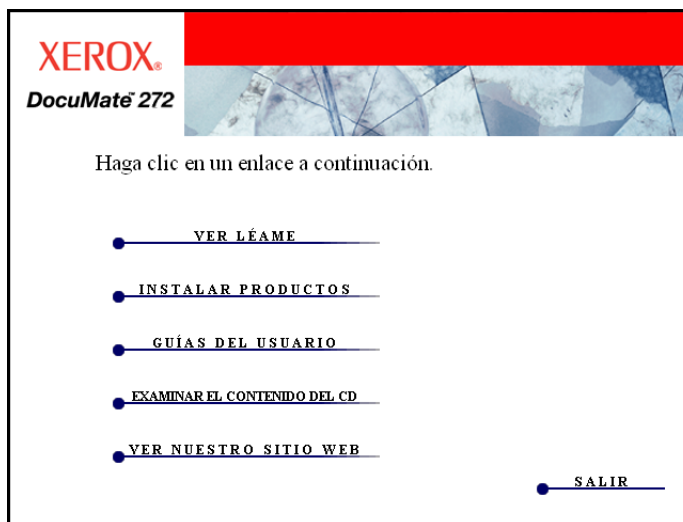 XEROX®
DocuMate™ 272
Haga clic en un enlace a continuación.
VER LÉAME
INSTALAR PRODUCTOS
GUÍAS DEL USUARIO
EXAMINAR EL CONTENIDO DEL CD
VER NUESTRO SITIO WEB
SALIR